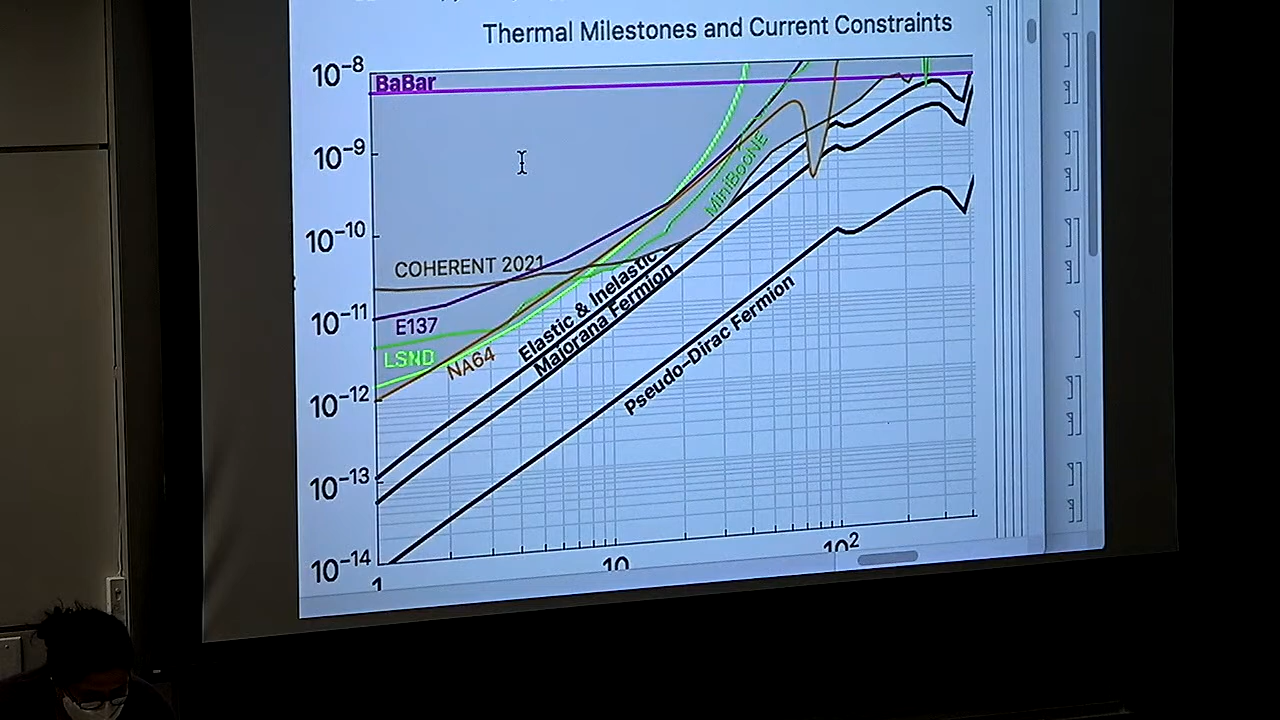 Thermal Milestones and Current Constraints
10⁻⁸
BaBar
10⁻⁹
MiniBooNE
10⁻¹⁰
COHERENT 2021
Elastic & Inelastic
Majorana Fermion
Pseudo-Dirac Fermion
10⁻¹¹
E137
LSND
NA64
10⁻¹²
10⁻¹³
10⁻¹⁴
1
10
10²